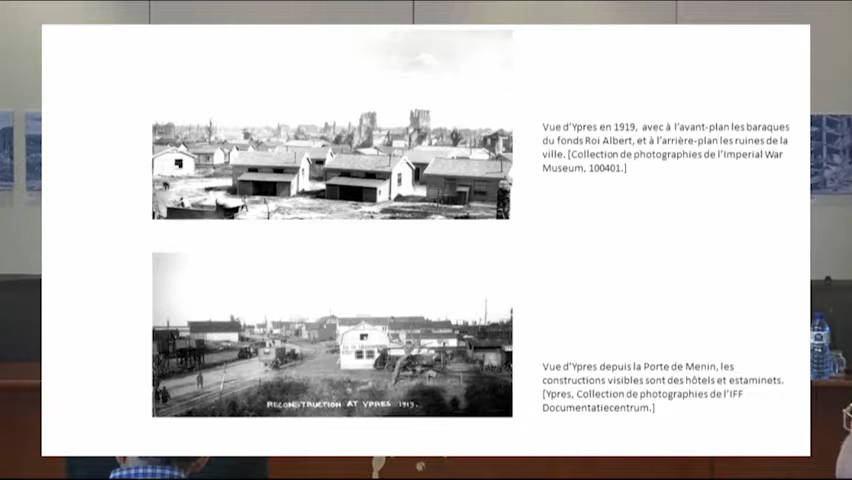 Vue d'Ypres en 1919, avec à l'avant-plan les baraques
du fonds Roi Albert, et à l'arrière-plan les ruines de la
ville. [Collection de photographies de l'Imperial War
Museum, 100401.]
RECONSTRUCTION AT YPRES 1919.
Vue d'Ypres depuis la Porte de Menin, les
constructions visibles sont des hôtels et estaminets.
[Ypres, Collection de photographies de l'IFF
Documentatiecentrum.]